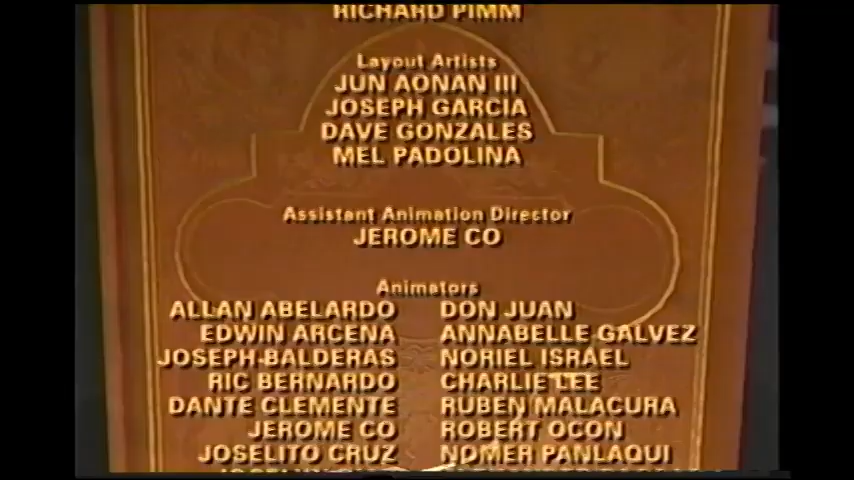 RICHARD PIMM
Layout Artists
JUN AONAN III
JOSEPH GARCIA
DAVE GONZALES
MEL PADOLINA
Assistant Animation Director
JEROME CO
Animators
ALLAN ABELARDO DON JUAN
EDWIN ARCENA ANNABELLE GALVEZ
JOSEPH BALDERAS NORIEL ISRAEL
RIC BERNARDO CHARLIE LEE
DANTE CLEMENTE RUBEN MALACURA
JEROME CO ROBERT OCON
JOSELITO CRUZ NOMER PANLAQUI